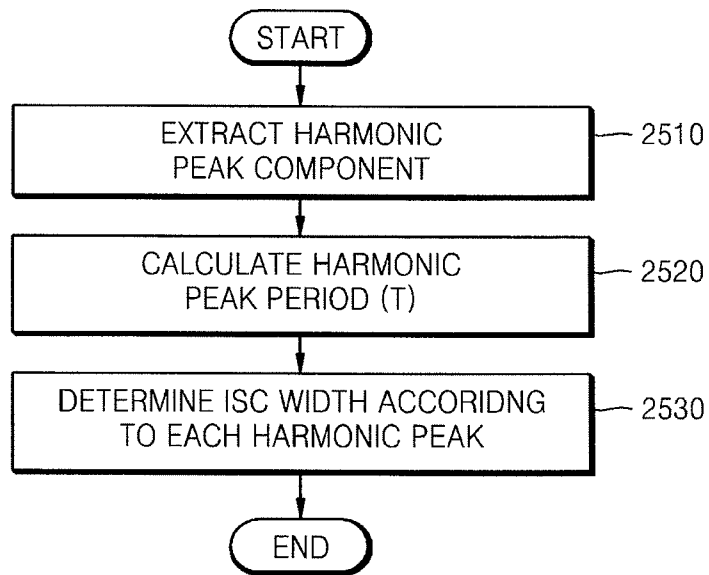 START
EXTRACT HARMONIC
PEAK COMPONENT
2510
CALCULATE HARMONIC
PEAK PERIOD (T)
2520
DETERMINE ISC WIDTH ACCORIDNG
TO EACH HARMONIC PEAK
2530
END